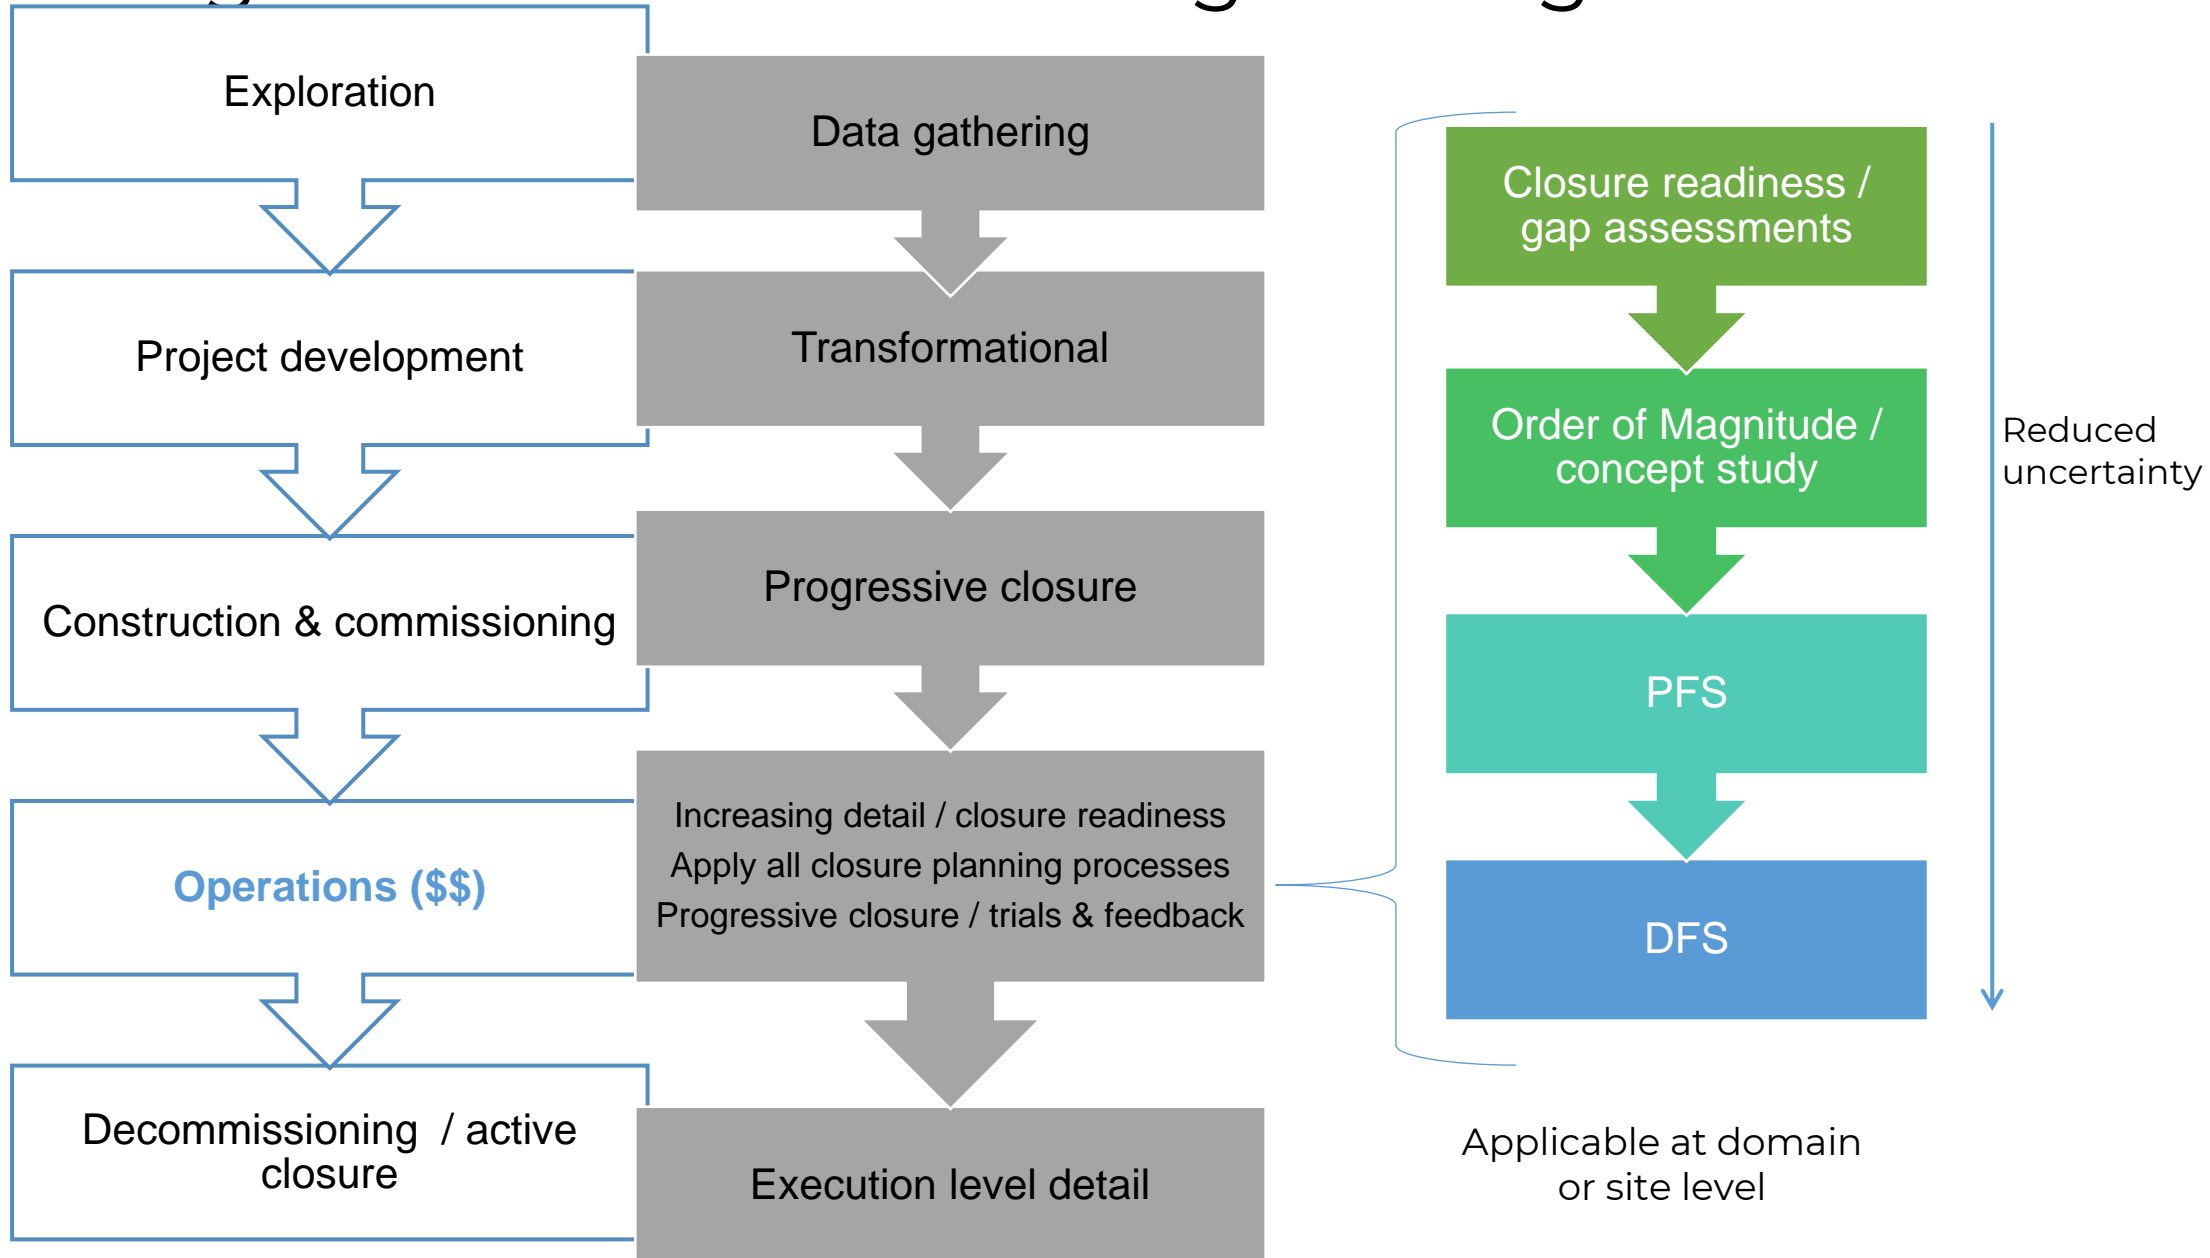 Exploration
Project development
Construction & commissioning
Operations ($$)
Decommissioning / active
closure
Data gathering
Transformational
Progressive closure
Increasing detail / closure readiness
Apply all closure planning processes
Progressive closure / trials & feedback
Execution level detail
Closure readiness /
gap assessments
Order of Magnitude /
concept study
PFS
DFS
Reduced
uncertainty
Applicable at domain
or site level